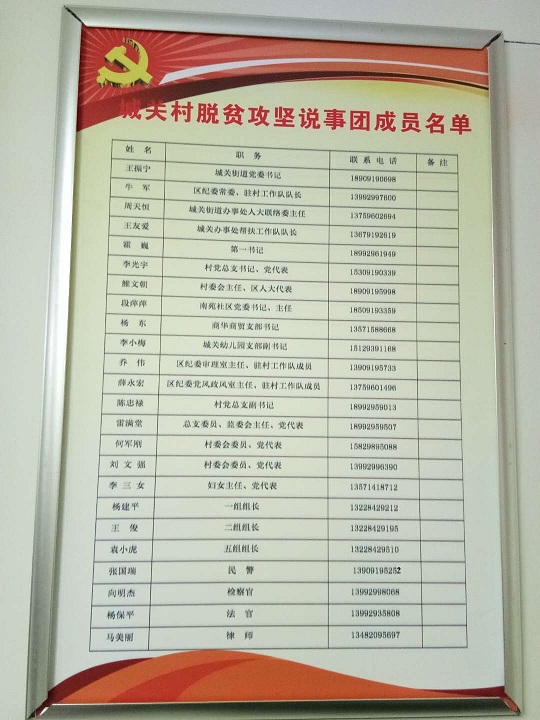 城关村脱贫攻坚说事团成员名单
姓 名 职 务 联系电话 备注
王振宁 城关街道党委书记 18909190698
牛 军 区纪委常委、驻村工作队队长 13992997600
周天恒 城关街道办事处人大联络委主任 13759602694
王友爱 城关办事处帮扶工作队队长 13679192619
霍 巍 第一书记 18992961949
李光宇 村党总支书记、党代表 15309190339
鲍文朝 村委会主任、区人大代表 18909195998
段萍萍 南苑社区党委书记、主任 18509193359
杨 东 商华商贸支部书记 13571588668
李小梅 城关幼儿园支部副书记 15129391168
乔 伟 区纪委审理室主任、驻村工作队成员 13909195733
薛永宏 区纪委党风政风室主任、驻村工作队成员 13759601496
陈忠禄 村党总支副书记 18992959013
雷满堂 总支委员、监委会主任、党代表 18992959507
何军刚 村委会委员、党代表 15829895088
刘文强 村委会委员、党代表 13992996390
李三女 妇女主任、党代表 13571418712
杨建平 一组组长 13228429212
王 俊 二组组长 13228429195
袁小虎 五组组长 13228429510
张国瑞 民 警 13909195252
向明杰 检察官 13992998068
杨保平 法 官 13992935808
马美丽 律 师 13482095697